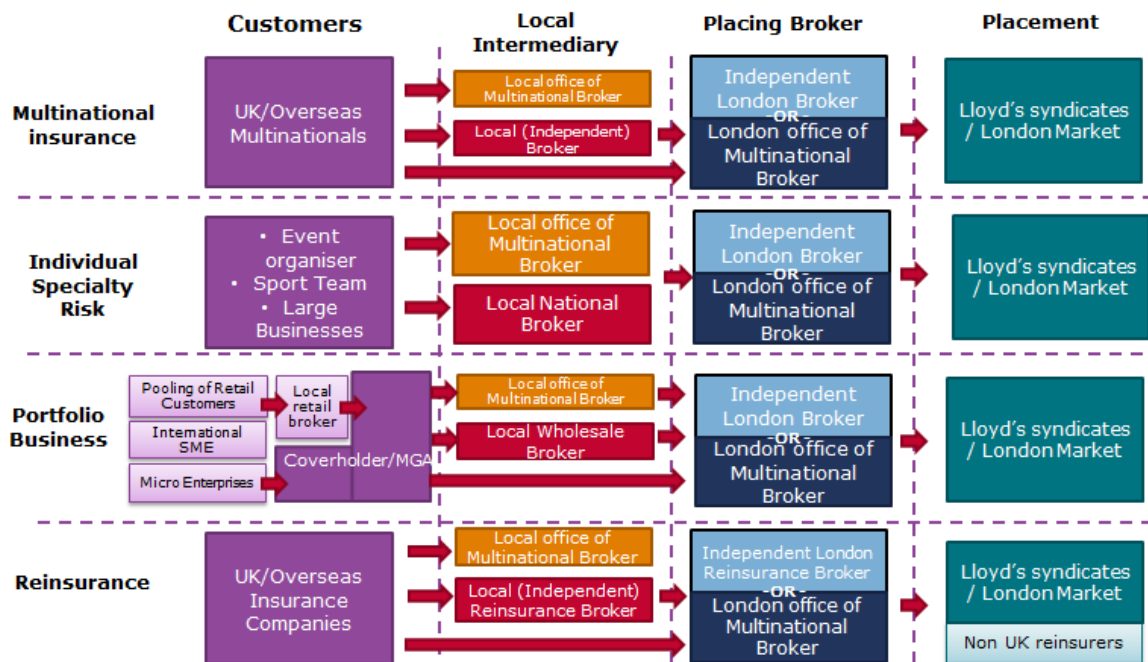 Customers
Local
Intermediary
Placing Broker
Placement
Multinational
insurance
UK/Overseas
Multinationals
Local office of
Multinational Broker
Local (Independent)
Broker
Independent
London Broker
-OR-
London office of
Multinational
Broker
Lloyd's syndicates
/ London Market
Individual
Specialty
Risk
• Event
organiser
• Sport Team
• Large
Businesses
Local office of
Multinational
Broker
Local National
Broker
Independent
London Broker
-OR-
London office of
Multinational
Broker
Lloyd's syndicates
/ London Market
Portfolio
Business
Pooling of Retail
Customers
International
SME
Micro Enterprises
Local
retail
broker
Coverholder/MGA
Local office of
Multinational Broker
Local Wholesale
Broker
Independent
London Broker
-OR-
London office of
Multinational
Broker
Lloyd's syndicates
/ London Market
Reinsurance
UK/Overseas
Insurance
Companies
Local office of
Multinational Broker
Local (Independent)
Reinsurance Broker
Independent London
Reinsurance Broker
-OR-
London office of
Multinational
Broker
Lloyd's syndicates
/ London Market
Non UK reinsurers